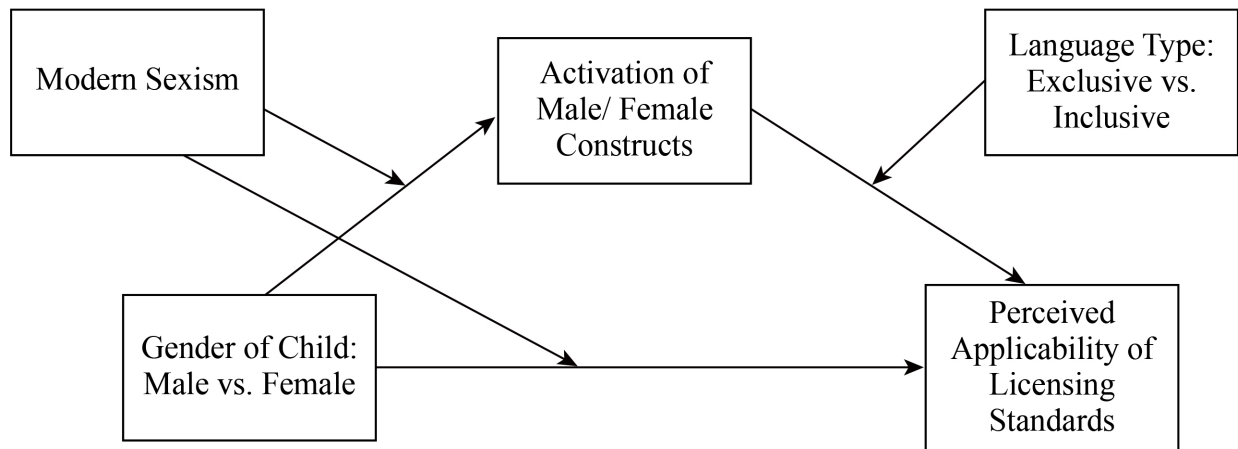 Modern Sexism
Activation of
Male/ Female
Constructs
Language Type:
Exclusive vs.
Inclusive
Gender of Child:
Male vs. Female
Perceived
Applicability of
Licensing
Standards